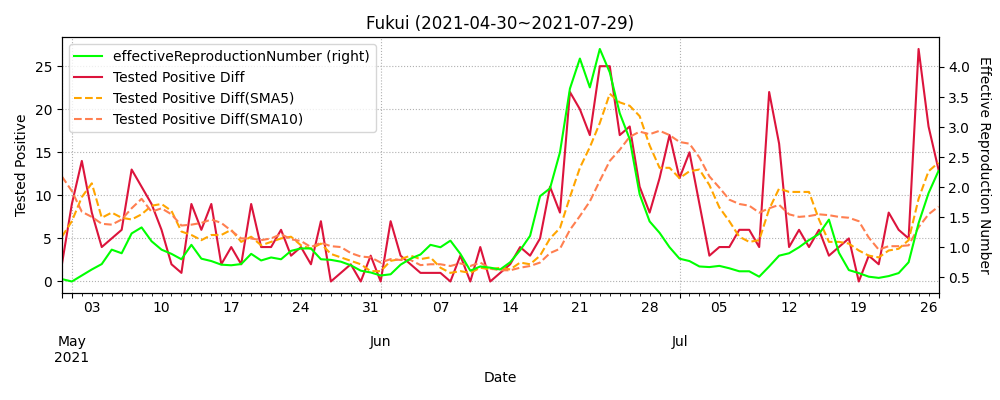 Fukui (2021-04-30~2021-07-29)
effectiveReproductionNumber (right)
Tested Positive Diff
Tested Positive Diff(SMA5)
Tested Positive Diff(SMA10)
Tested Positive
25
20
15
10
5
0
Effective Reproduction Number
4.0
3.5
3.0
2.5
2.0
1.5
1.0
0.5
03 10 17 24 31 07 14 21 28 05 12 19 26
May Jun Jul
2021
Date